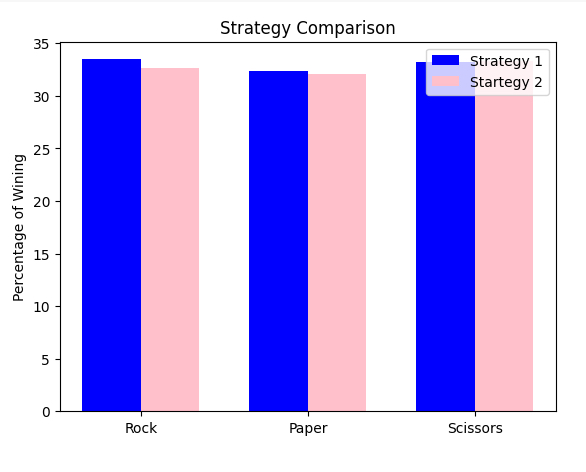 Strategy Comparison
Strategy 1
Startegy 2
Percentage of Wining
35
30
25
20
15
10
5
0
Rock
Paper
Scissors